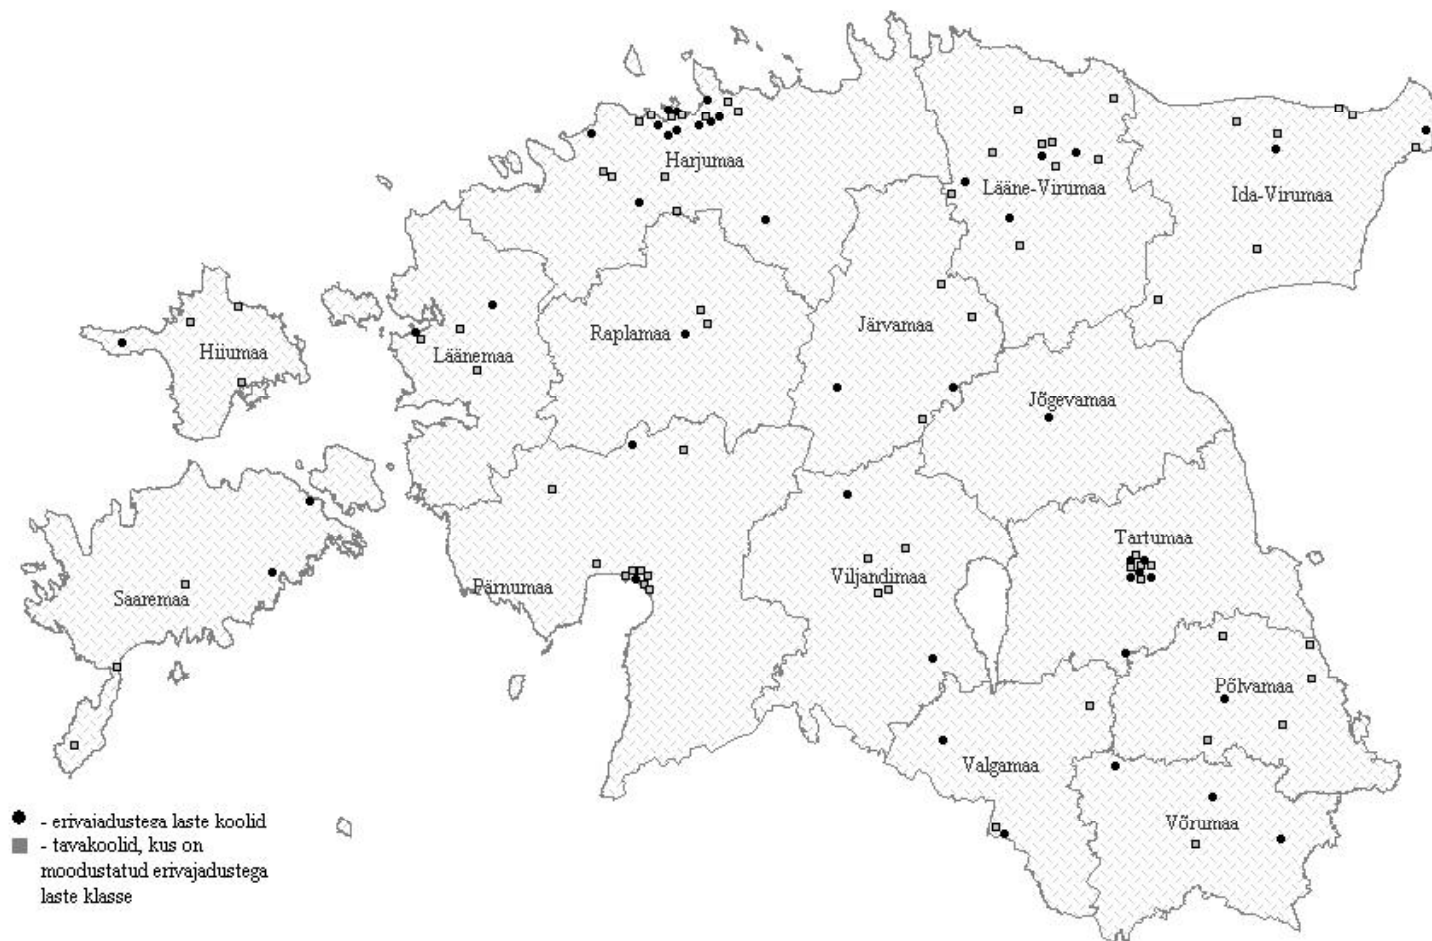 Harjumaa
Lääne-Virumaa
Ida-Virumaa
Hiiumaa
Läänemaa
Raplamaa
Järvamaa
Jõgevamaa
Saaremaa
Pärnumaa
Viljandimaa
Tartumaa
Põlvamaa
Valgamaa
Võrumaa
- erivajadustega laste koolid
- tavakoolid, kus on
moodustatud erivajadustega
laste klasse